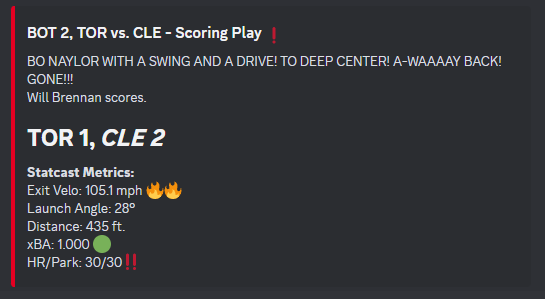 BOT 2, TOR vs. CLE - Scoring Play ❗
BO NAYLOR WITH A SWING AND A DRIVE! TO DEEP CENTER! A-WAAAAY BACK!
GONE!!!
Will Brennan scores.
TOR 1, CLE 2
Statcast Metrics:
Exit Velo: 105.1 mph 🔥🔥
Launch Angle: 28°
Distance: 435 ft.
xBA: 1.000 🟢
HR/Park: 30/30‼️